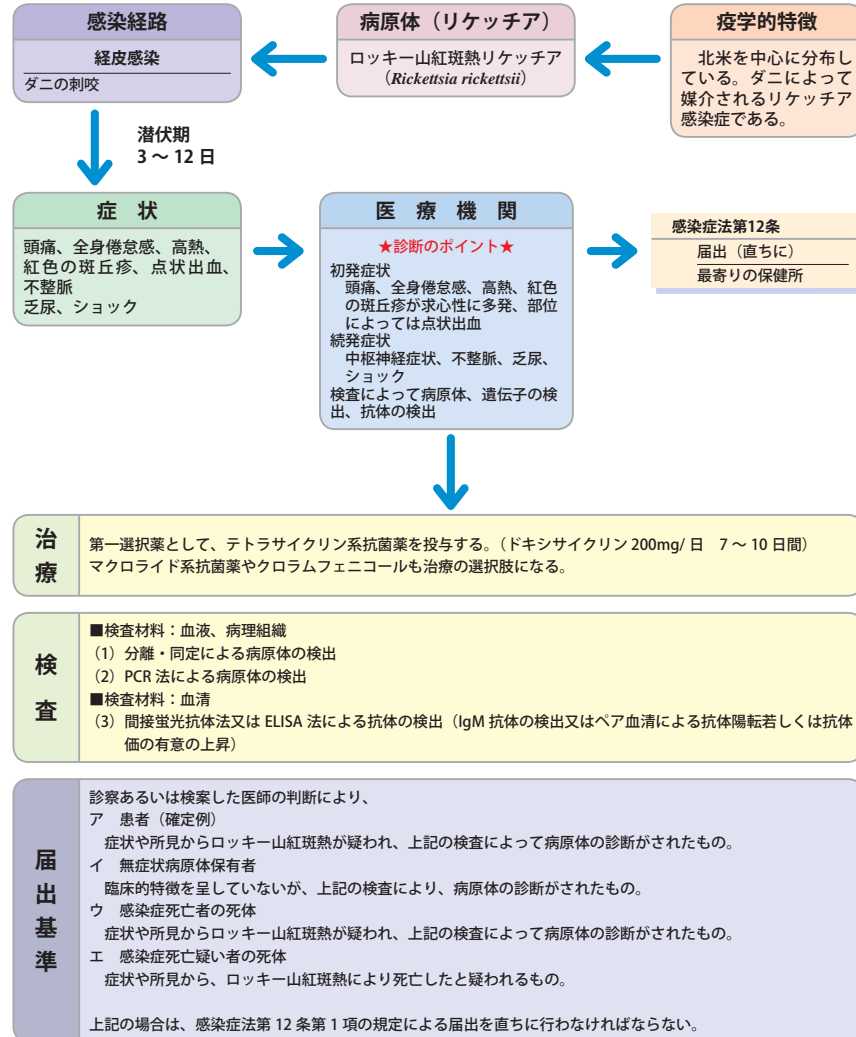 感染経路
経皮感染
ダニの刺咬
病原体（リケッチア）
ロッキー山紅斑熱リケッチア
（Rickettsia rickettsii）
疫学的特徴
北米を中心に分布し
ている。ダニによって
媒介されるリケッチア
感染症である。
潜伏期
3 〜 12 日
症　状
頭痛、全身倦怠感、高熱、
紅色の斑丘疹、点状出血、
不整脈
乏尿、ショック
医　療　機　関
★診断のポイント★
初発症状
頭痛、全身倦怠感、高熱、紅色
の斑丘疹が求心性に多発、部位
によっては点状出血
続発症状
中枢神経症状、不整脈、乏尿、
ショック
検査によって病原体、遺伝子の検
出、抗体の検出
感染症法第12条
届出（直ちに）
最寄りの保健所
治療
第一選択薬として、テトラサイクリン系抗菌薬を投与する。（ドキシサイクリン 200mg/ 日　7 〜 10 日間）
マクロライド系抗菌薬やクロラムフェニコールも治療の選択肢になる。
検査
■検査材料：血液、病理組織
（1）分離・同定による病原体の検出
（2）PCR 法による病原体の検出
■検査材料：血清
（3）間接蛍光抗体法又は ELISA 法による抗体の検出（IgM 抗体の検出又はペア血清による抗体陽転若しくは抗体
価の有意の上昇）
届出基準
診察あるいは検案した医師の判断により、
ア　患者（確定例）
症状や所見からロッキー山紅斑熱が疑われ、上記の検査によって病原体の診断がされたもの。
イ　無症状病原体保有者
臨床的特徴を呈していないが、上記の検査により、病原体の診断がされたもの。
ウ　感染症死亡者の死体
症状や所見からロッキー山紅斑熱が疑われ、上記の検査によって病原体の診断がされたもの。
エ　感染症死亡疑い者の死体
症状や所見から、ロッキー山紅斑熱により死亡したと疑われるもの。
上記の場合は、感染症法第 12 条第 1 項の規定による届出を直ちに行わなければならない。